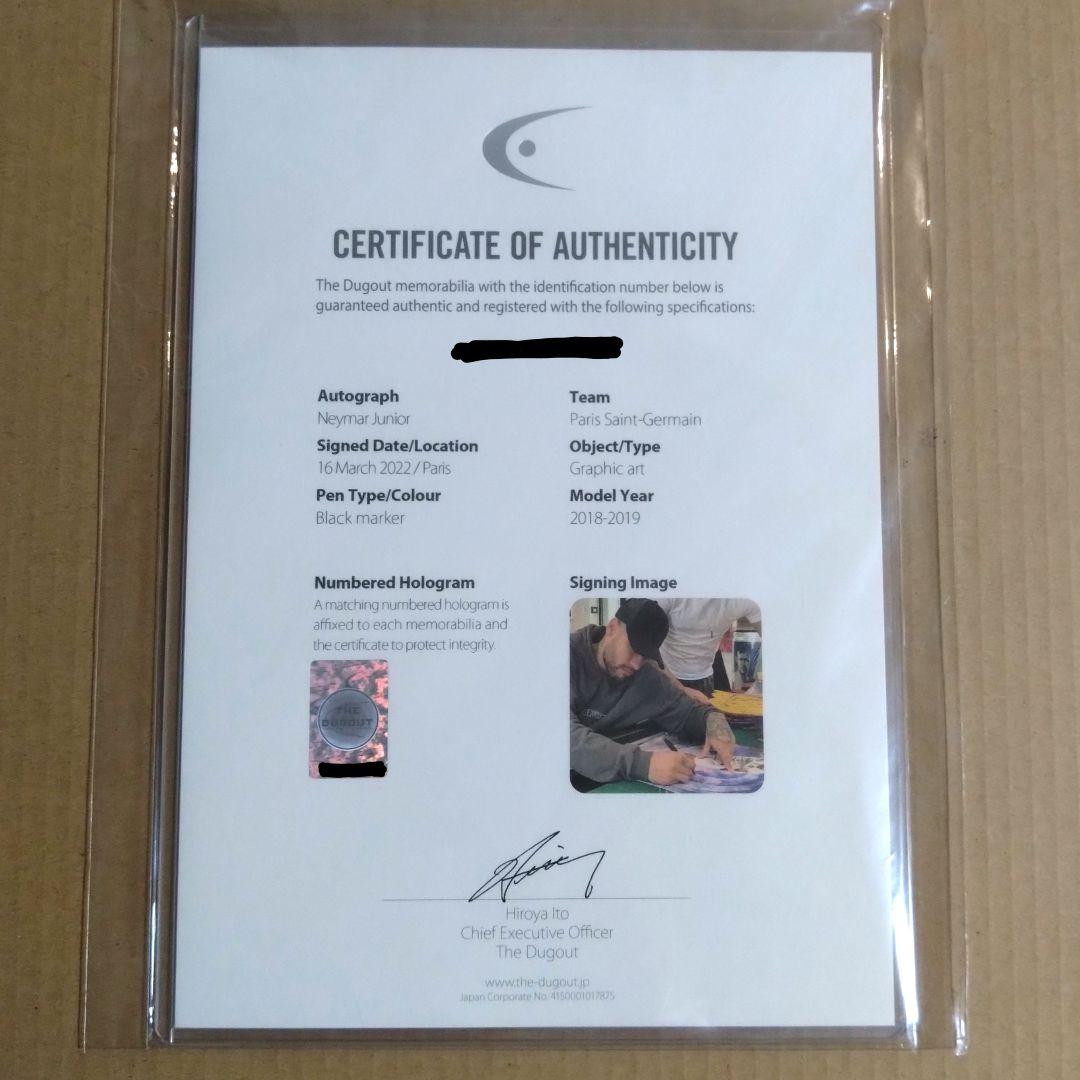 CERTIFICATE OF AUTHENTICITY
The Dugout memorabilia with the identification number below is
guaranteed authentic and registered with the following specifications:
Autograph
Neymar Junior
Team
Paris Saint-Germain
Signed Date/Location
16 March 2022 / Paris
Object/Type
Graphic art
Pen Type/Colour
Black marker
Model Year
2018-2019
Numbered Hologram
A matching numbered hologram is
affixed to each memorabilia and
the certificate to protect integrity.
THE
DUGOUT
Signing Image
Hiroya Ito
Chief Executive Officer
The Dugout
www.the-dugout.jp
Japan Corporate No. 4150001017875